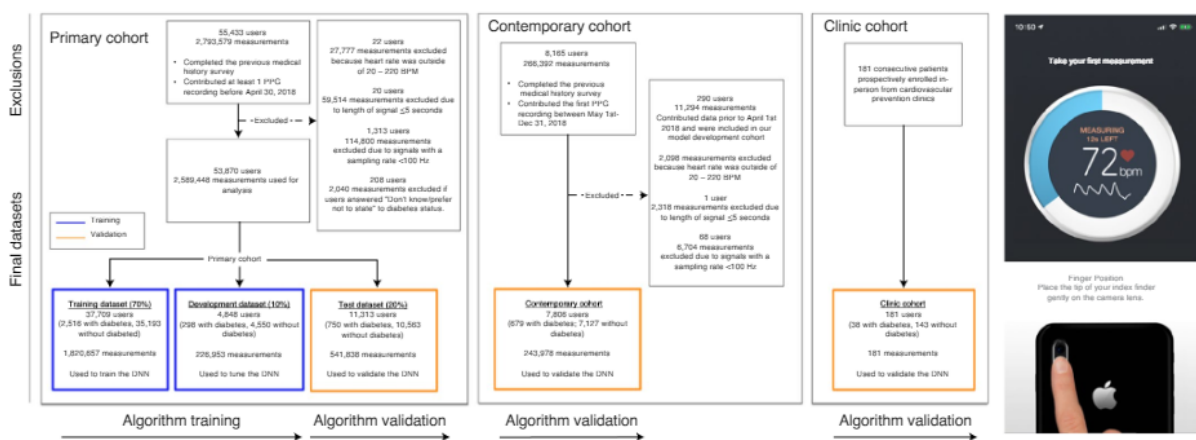 Exclusions
Final datasets
Primary cohort
55,433 users
2,793,579 measurements
• Completed the previous medical
history survey
• Contributed at least 1 PPG
recording before April 30, 2018
Excluded
22 users
27,777 measurements excluded
because heart rate was outside
of 20 – 220 BPM
20 users
59,514 measurements excluded due
to length of signal ≤5 seconds
1,313 users
114,800 measurements
excluded due to signals with a
sampling rate <100 Hz
208 users
2,040 measurements excluded if
users answered "Don't know/prefer
not to state" to diabetes status.
53,870 users
2,589,448 measurements used for
analysis
Training
Validation
Primary cohort
Training dataset (70%)
37,709 users
(2,516 with diabetes, 35,193
without diabeted)
1,820,657 measurements
Used to train the DNN
Development dataset (10%)
4,848 users
(298 with diabetes, 4,550 without
diabetes)
226,953 measurements
Used to tune the DNN
Test dataset (20%)
11,313 users
(750 with diabetes, 10,563
without diabetes)
541,838 measurements
Used to validate the DNN
Algorithm training
Algorithm validation
Contemporary cohort
8,165 users
266,392 measurements
• Completed the previous
medical history survey
• Contributed the first PPG
recording between May 1st-
Dec 31, 2018
Excluded
290 users
11,294 measurements
Contributed data prior to April 1st
2018 and were included in our
model development cohort
2,098 measurements excluded
because heart rate was outside of
20 – 220 BPM
1 user
2,318 measurements excluded due
to length of signal ≤5 seconds
68 users
6,704 measurements
excluded due to signals with a
sampling rate <100 Hz
Contemporary cohort
7,806 users
(679 with diabetes; 7,127 without
diabetes)
243,978 measurements
Used to validate the DNN
Algorithm validation
Clinic cohort
181 consecutive patients
prospectively enrolled in-
person from cardiovascular
prevention clinics
Clinic cohort
181 users
(38 with diabetes, 143 without
diabetes)
181 measurements
Used to validate the DNN
Algorithm validation
10:50
Take your first measurement
MEASURING
12s LEFT
72 bpm
Finger Position
Place the tip of your index finder
gently on the camera lens.